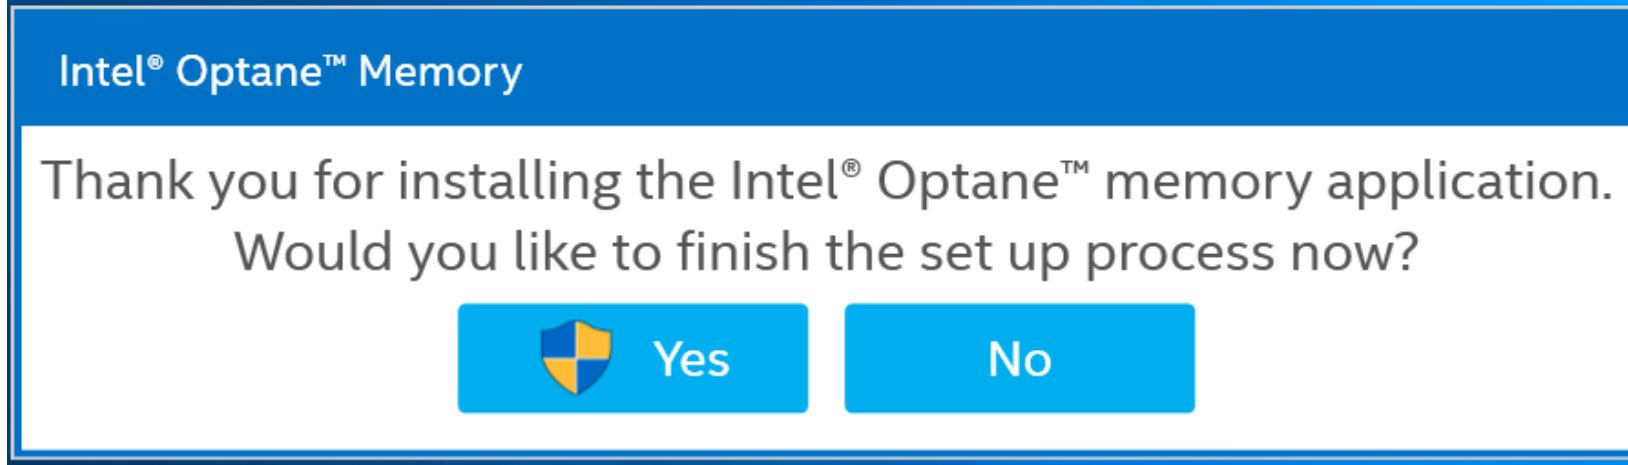 Intel® Optane™ Memory
Thank you for installing the Intel® Optane™ memory application.
Would you like to finish the set up process now?
Yes
No